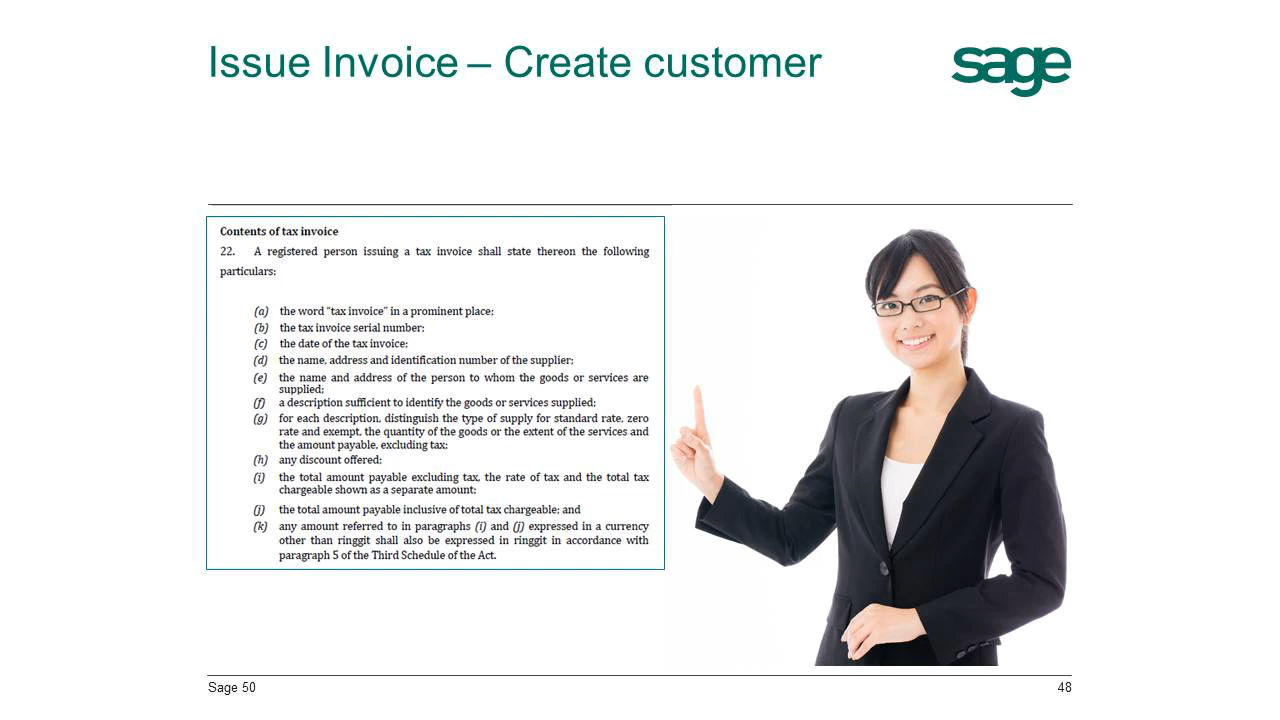 Issue Invoice – Create customer
sage
Contents of tax invoice
22. A registered person issuing a tax invoice shall state thereon the following
particulars:
(a) the word "tax invoice" in a prominent place;
(b) the tax invoice serial number;
(c) the date of the tax invoice;
(d) the name, address and identification number of the supplier;
(e) the name and address of the person to whom the goods or services are
supplied;
(f) a description sufficient to identify the goods or services supplied;
(g) for each description, distinguish the type of supply for standard rate, zero
rate and exempt, the quantity of the goods or the extent of the services and
the amount payable, excluding tax;
(h) any discount offered;
(i) the total amount payable excluding tax, the rate of tax and the total tax
chargeable shown as a separate amount;
(j) the total amount payable inclusive of total tax chargeable; and
(k) any amount referred to in paragraphs (i) and (j) expressed in a currency
other than ringgit shall also be expressed in ringgit in accordance with
paragraph 5 of the Third Schedule of the Act.
Sage 50
48